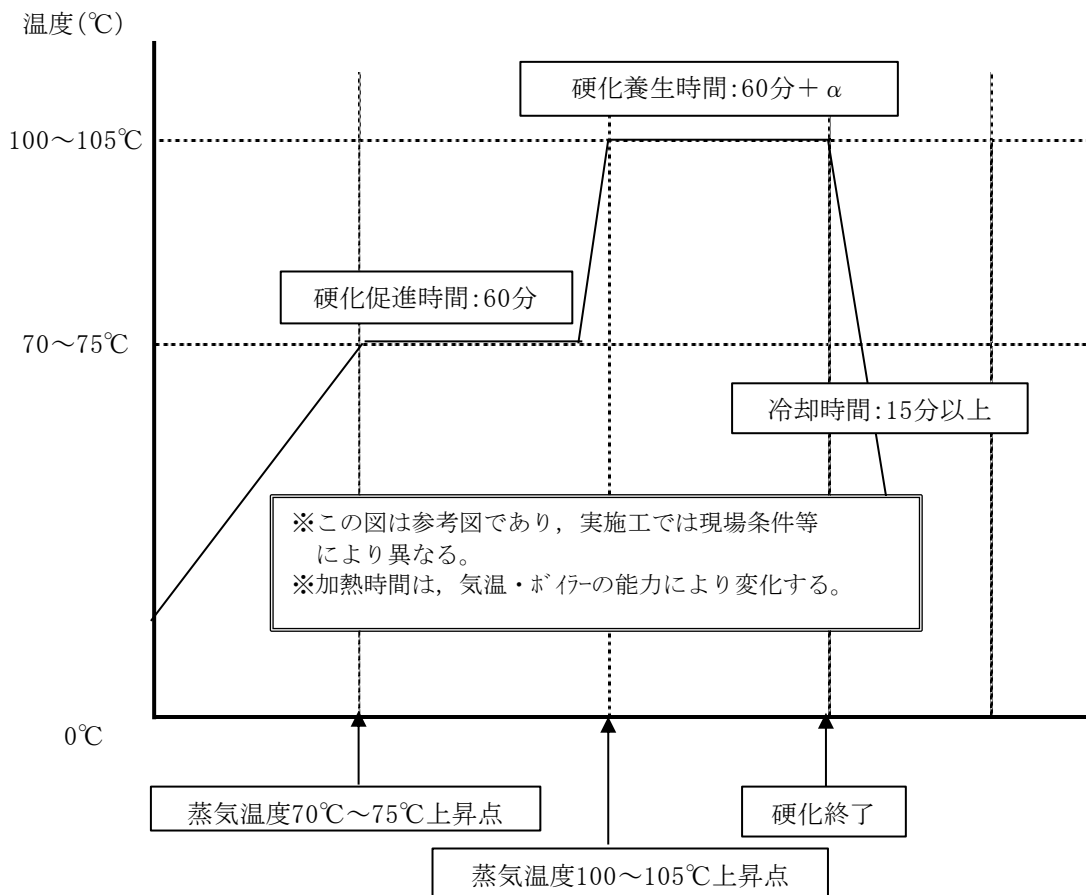 温度(℃)
硬化養生時間:60分+α
100～105℃
硬化促進時間:60分
70～75℃
冷却時間:15分以上
※この図は参考図であり，実施工では現場条件等
により異なる。
※加熱時間は，気温・ﾎﾞｲﾗｰの能力により変化する。
0℃
蒸気温度70℃～75℃上昇点
硬化終了
蒸気温度100～105℃上昇点